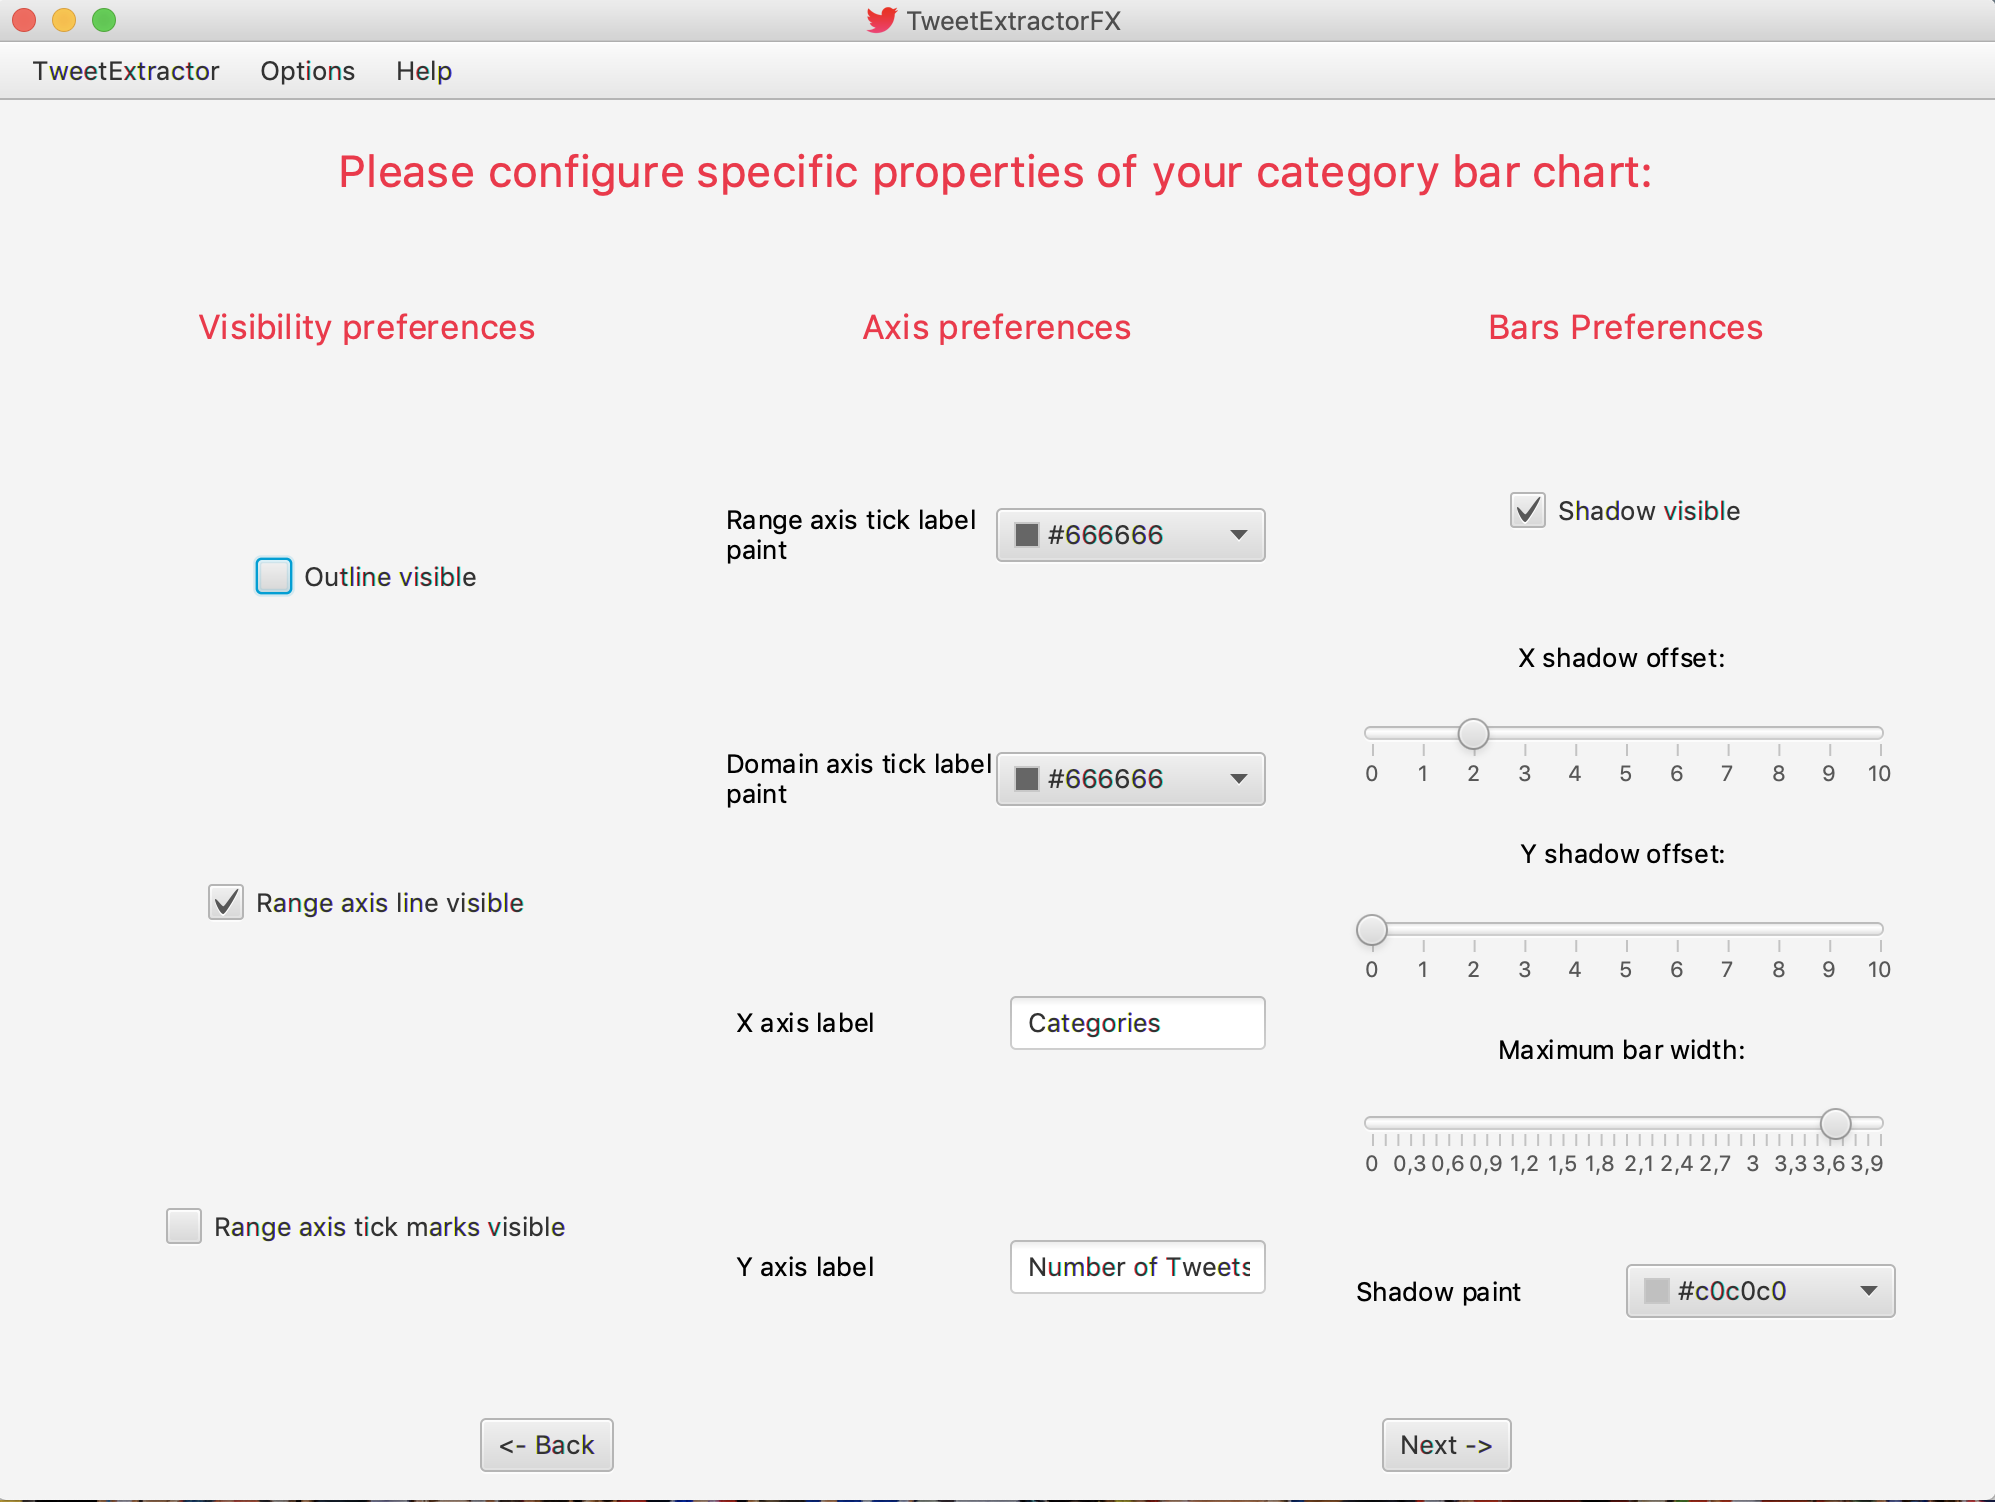 TweetExtractorFX
TweetExtractor Options Help
Please configure specific properties of your category bar chart:
Visibility preferences
Outline visible
Range axis line visible
Range axis tick marks visible
Axis preferences
Range axis tick label
paint
#666666
Domain axis tick label
paint
#666666
X axis label
Categories
Y axis label
Number of Tweets
Bars Preferences
Shadow visible
X shadow offset:
0 1 2 3 4 5 6 7 8 9 10
Y shadow offset:
0 1 2 3 4 5 6 7 8 9 10
Maximum bar width:
0 0,3 0,6 0,9 1,2 1,5 1,8 2,1 2,4 2,7 3 3,3 3,6 3,9
Shadow paint
#c0c0c0
<- Back
Next ->